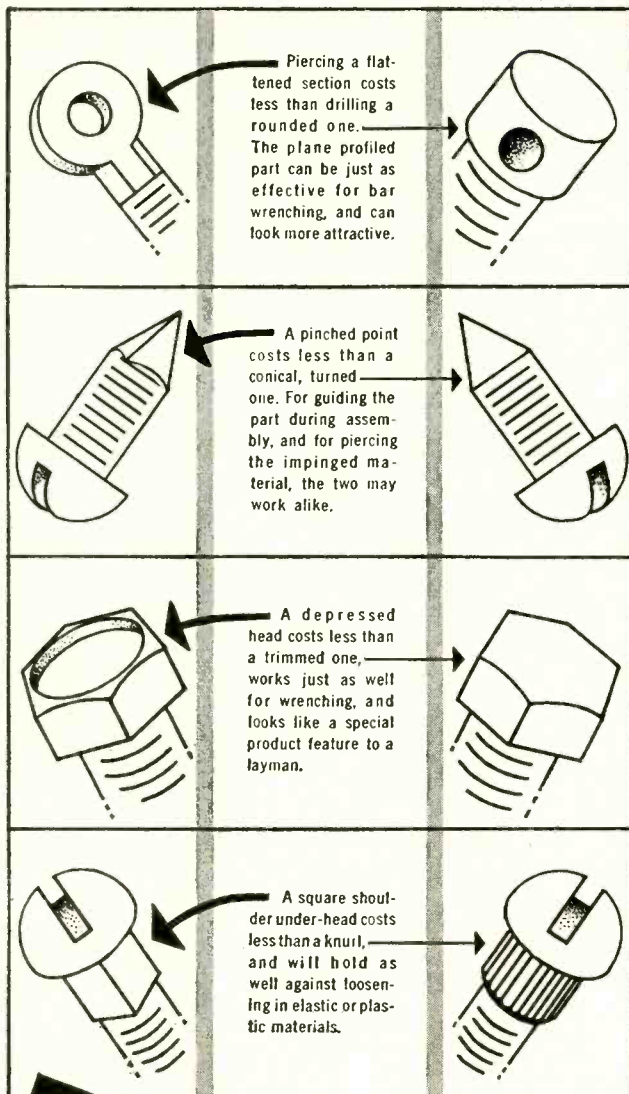 Piercing a flat-
tened section costs
less than drilling a
rounded one.
The plane profiled
part can be just as
effective for bar
wrenching, and can
look more attractive.
A pinched point
costs less than a
conical, turned
one. For guiding the
part during assem-
bly, and for piercing
the impinged ma-
terial, the two may
work alike.
A depressed
head costs less than
a trimmed one,
works just as well
for wrenching, and
looks like a special
product feature to a
layman.
A square shoul-
der under-head costs
less than a knurl,
and will hold as
well against loosen-
ing in elastic or plas-
tic materials.